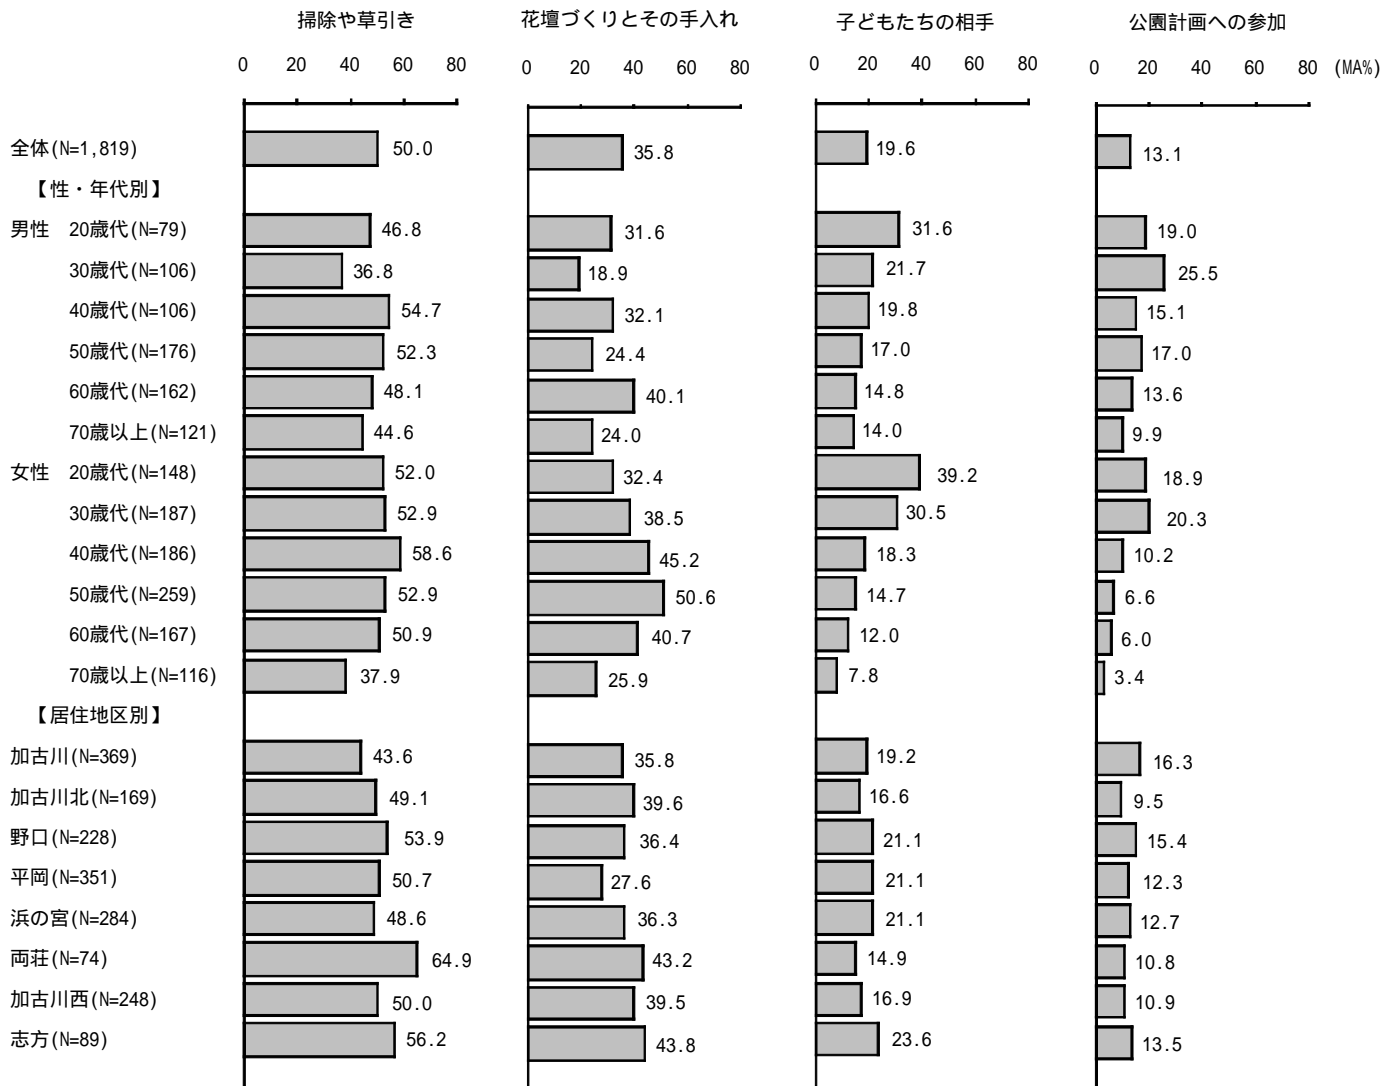 掃除や草引き 花壇づくりとその手入れ 子どもたちの相手 公園計画への参加
0 20 40 60 80 0 20 40 60 80 0 20 40 60 80 0 20 40 60 80 (MA%)
全体(N=1,819) 50.0 35.8 19.6 13.1
【性・年代別】
男性 20歳代(N=79) 46.8 31.6 31.6 19.0
30歳代(N=106) 36.8 18.9 21.7 25.5
40歳代(N=106) 54.7 32.1 19.8 15.1
50歳代(N=176) 52.3 24.4 17.0 17.0
60歳代(N=162) 48.1 40.1 14.8 13.6
70歳以上(N=121) 44.6 24.0 14.0 9.9
女性 20歳代(N=148) 52.0 32.4 39.2 18.9
30歳代(N=187) 52.9 38.5 30.5 20.3
40歳代(N=186) 58.6 45.2 18.3 10.2
50歳代(N=259) 52.9 50.6 14.7 6.6
60歳代(N=167) 50.9 40.7 12.0 6.0
70歳以上(N=116) 37.9 25.9 7.8 3.4
【居住地区別】
加古川(N=369) 43.6 35.8 19.2 16.3
加古川北(N=169) 49.1 39.6 16.6 9.5
野口(N=228) 53.9 36.4 21.1 15.4
平岡(N=351) 50.7 27.6 21.1 12.3
浜の宮(N=284) 48.6 36.3 21.1 12.7
両荘(N=74) 64.9 43.2 14.9 10.8
加古川西(N=248) 50.0 39.5 16.9 10.9
志方(N=89) 56.2 43.8 23.6 13.5